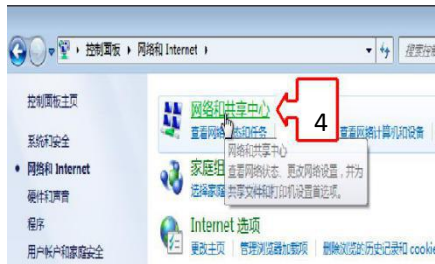 控制面板 ▸ 网络和 Internet ▸
控制面板主页
系统和安全
• 网络和 Internet
硬件和声音
程序
用户帐户和家庭安全
网络和共享中心
4
查看网络状态和任务
查看网络计算机和设备
网络和共享中心
查看网络状态、更改网络设置，并为共享文件和打印机设置首选项。
家庭组
选择家庭
Internet 选项
更改主页 | 管理浏览器加载项 | 删除浏览的历史记录和 cookie